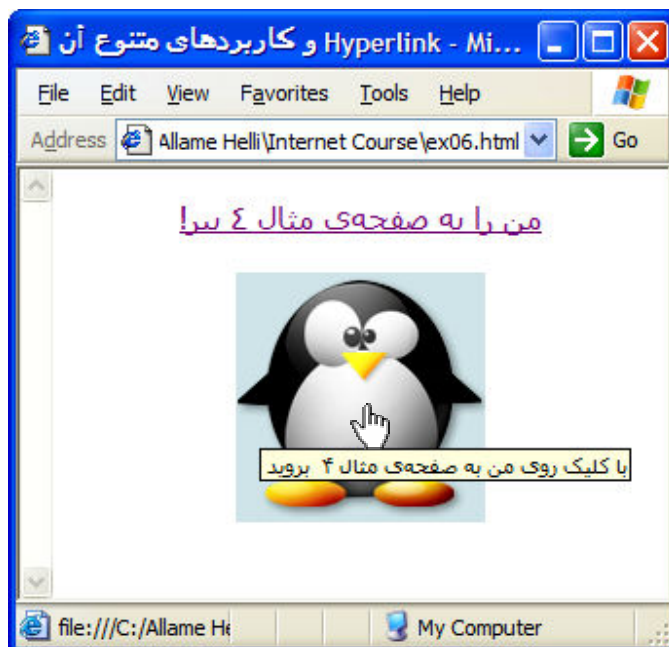 Hyperlink و کاربردهای متنوع آن - Mi...
File Edit View Favorites Tools Help
Address Allame Helli\Internet Course\ex06.html Go
من را به صفحه‌ی مثال ٤ ببر!
با کلیک روی من به صفحه‌ی مثال ۴ بروید
file:///C:/Allame He My Computer